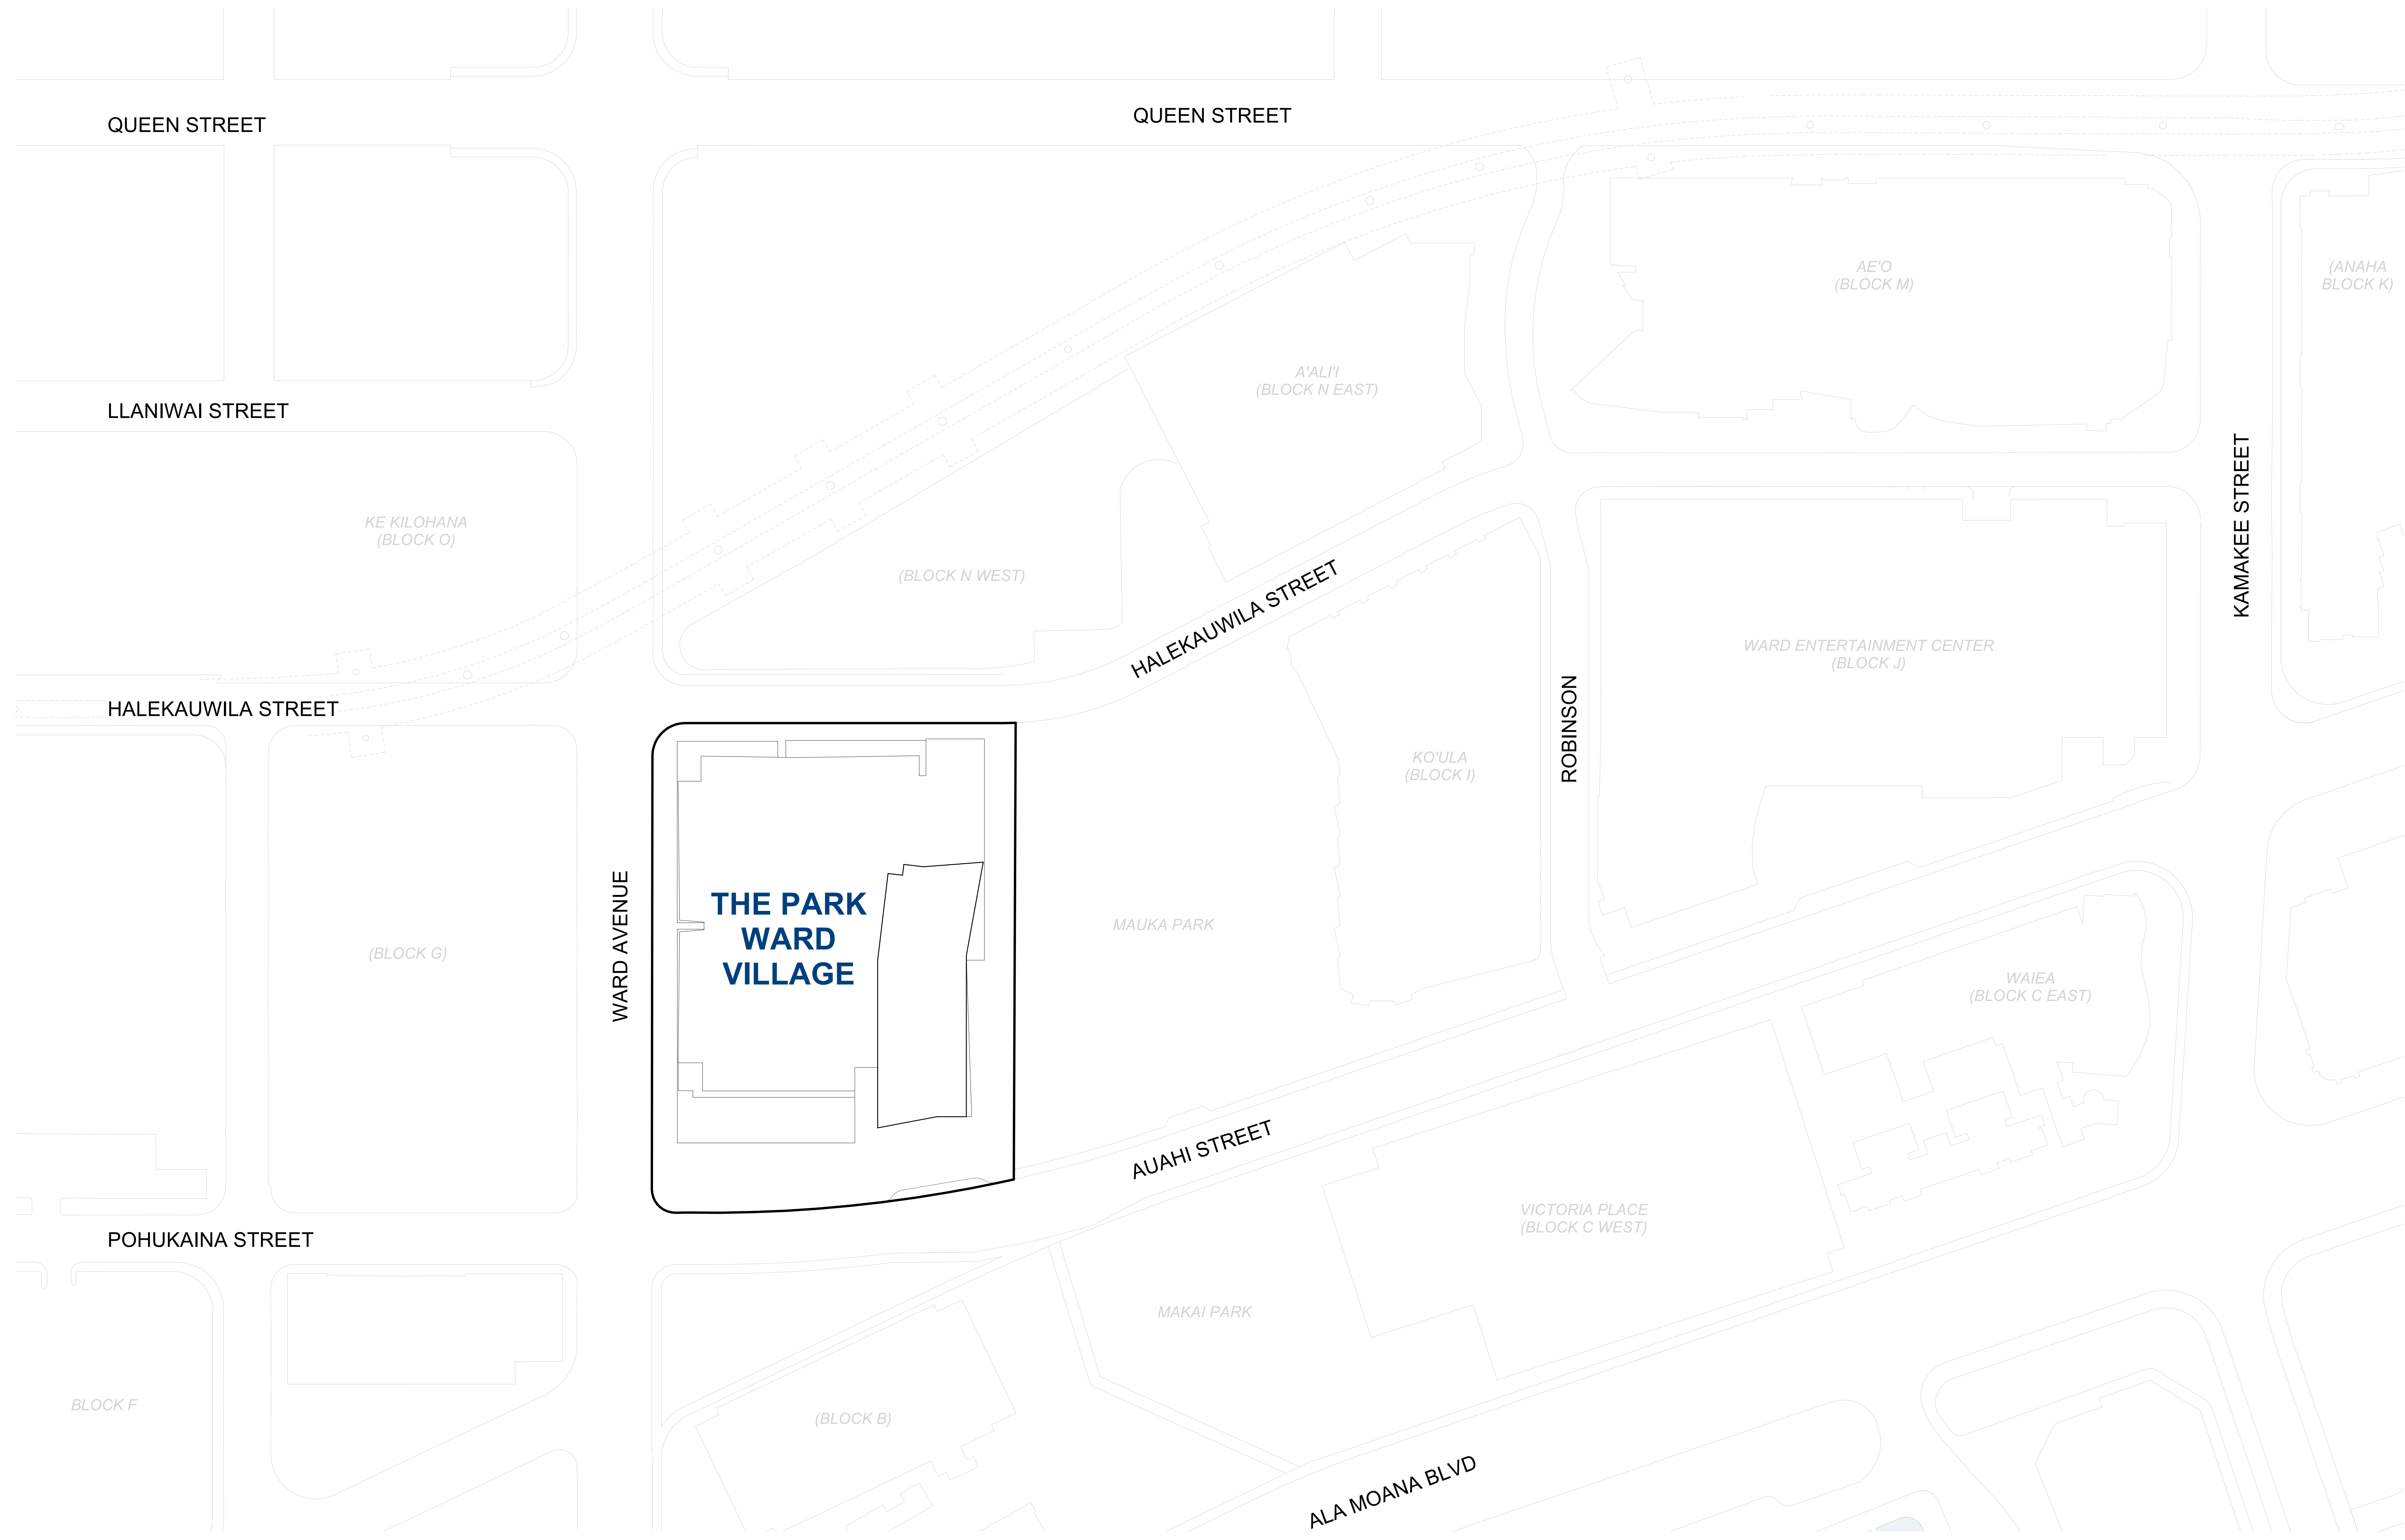 QUEEN STREET
QUEEN STREET
AE'O
(BLOCK M)
(ANAHA
BLOCK K)
A'ALI'I
(BLOCK N EAST)
LLANIWAI STREET
KE KILOHANA
(BLOCK O)
KAMAKEE STREET
(BLOCK N WEST)
HALEKAUWILA STREET
WARD ENTERTAINMENT CENTER
(BLOCK J)
HALEKAUWILA STREET
ROBINSON
KO'ULA
(BLOCK I)
THE PARK
WARD
VILLAGE
WARD AVENUE
MAUKA PARK
(BLOCK G)
WAIEA
(BLOCK C EAST)
AUAHI STREET
VICTORIA PLACE
(BLOCK C WEST)
POHUKAINA STREET
MAKAI PARK
BLOCK F
(BLOCK B)
ALA MOANA BLVD